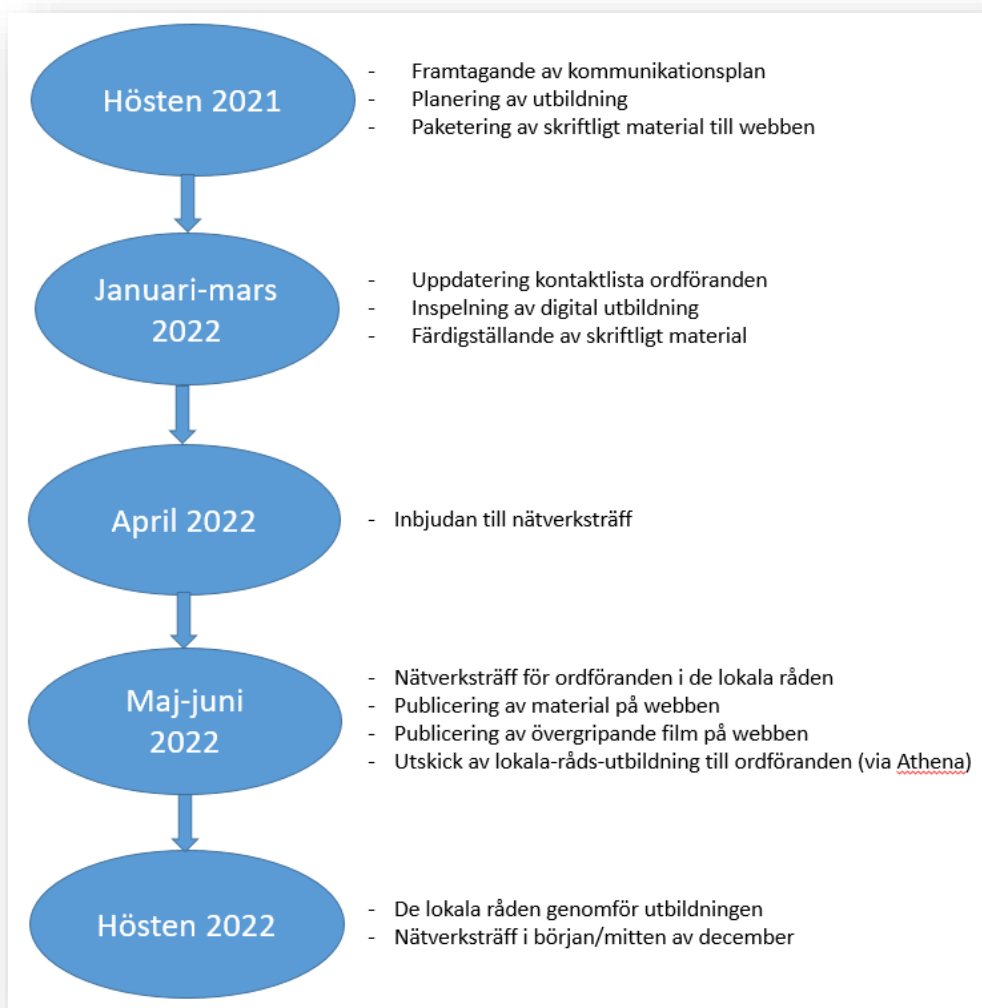 Hösten 2021
- Framtagande av kommunikationsplan
- Planering av utbildning
- Paketering av skriftligt material till webben
Januari-mars
2022
- Uppdatering kontaktlista ordföranden
- Inspelning av digital utbildning
- Färdigställande av skriftligt material
April 2022
- Inbjudan till nätverksträff
Maj-juni
2022
- Nätverksträff för ordföranden i de lokala råden
- Publicering av material på webben
- Publicering av övergripande film på webben
- Utskick av lokala-råds-utbildning till ordföranden (via Athena)
Hösten 2022
- De lokala råden genomför utbildningen
- Nätverksträff i början/mitten av december